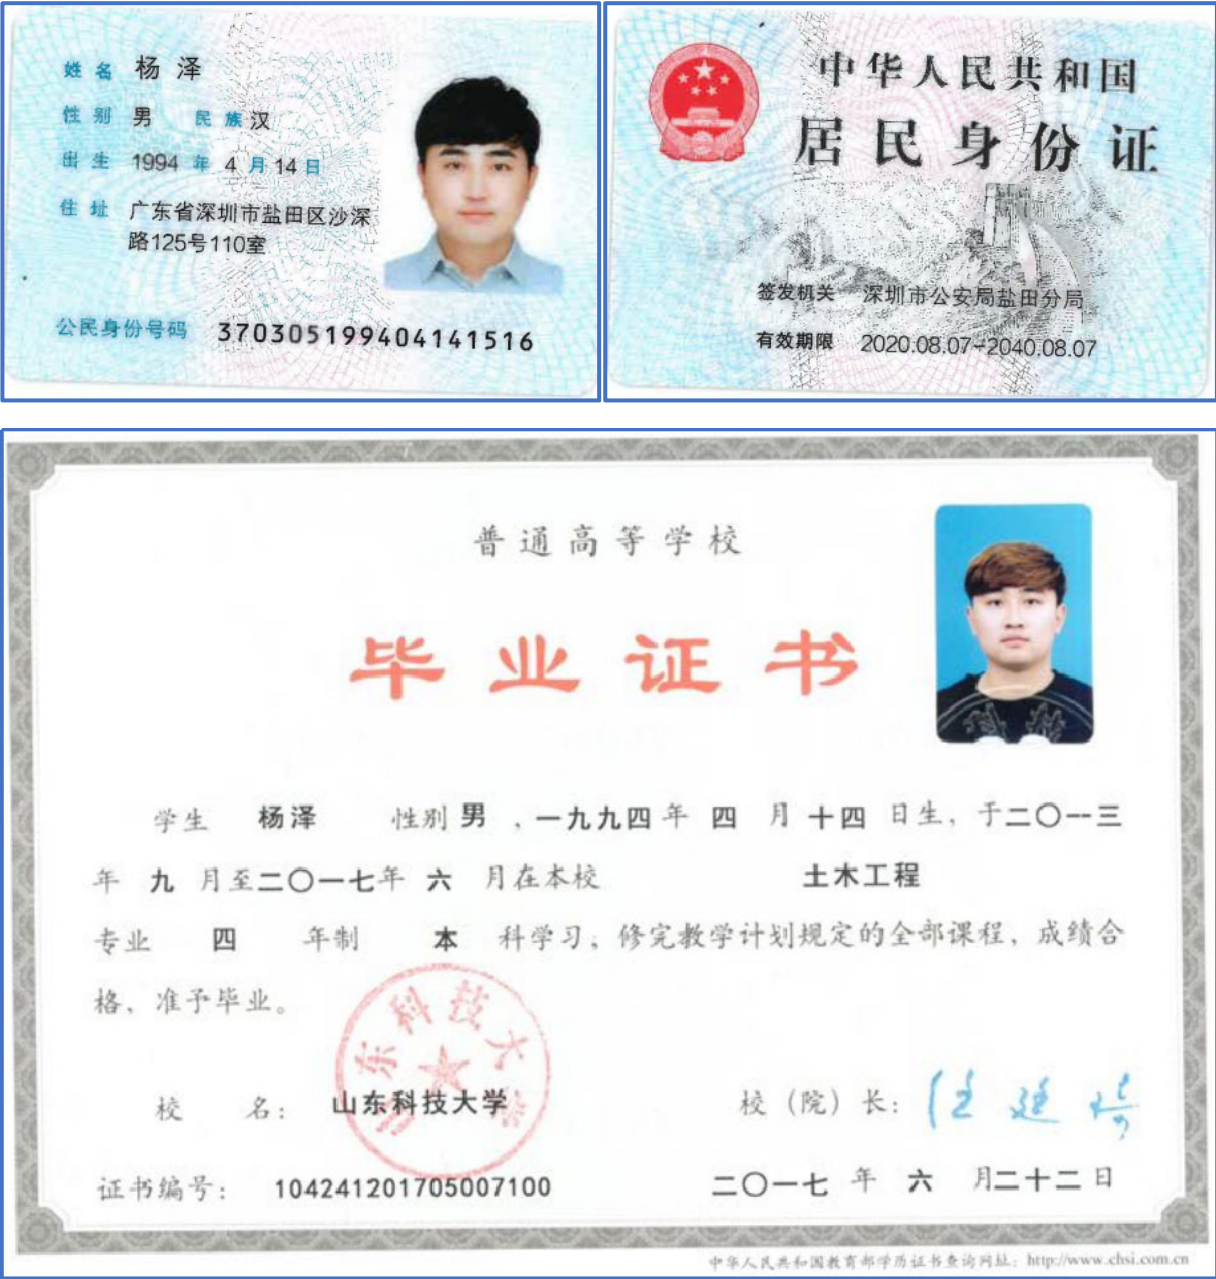 姓名 杨泽
性别 男 民族 汉
出生 1994 年 4 月 14 日
住址 广东省深圳市盐田区沙深
路125号110室
公民身份号码 370305199404141516
中华人民共和国
居民身份证
签发机关 深圳市公安局盐田分局
有效期限 2020.08.07-2040.08.07
普通高等学校
毕业证书
学生 杨泽 性别 男 ，一九九四年 四 月 十四 日生，于二〇一三
年 九 月至二〇一七年 六 月在本校 土木工程
专业 四 年制 本 科学习，修完教学计划规定的全部课程，成绩合
格，准予毕业。
校 名： 山东科技大学
校（院）长：
证书编号： 104241201705007100
二〇一七 年 六 月二十二日
中华人民共和国教育部学历证书查询网址：http://www.chsi.com.cn